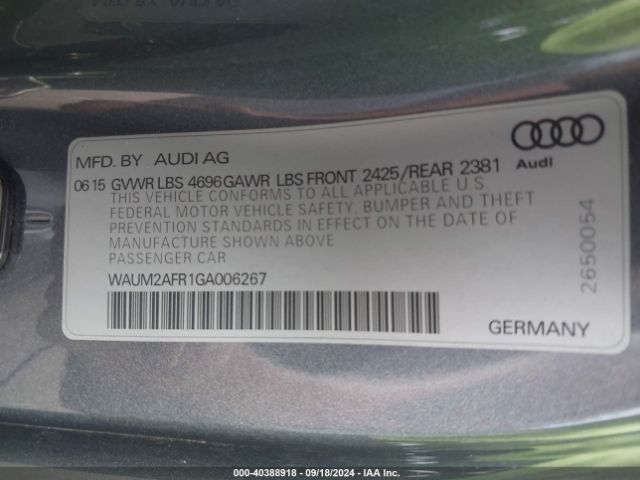 MFD. BY AUDI AG
Audi
06 15 GVWR LBS 4696GAWR LBS FRONT 2425/REAR 2381
THIS VEHICLE CONFORMS TO ALL APPLICABLE U.S.
FEDERAL MOTOR VEHICLE SAFETY, BUMPER AND THEFT
PREVENTION STANDARDS IN EFFECT ON THE DATE OF
MANUFACTURE SHOWN ABOVE
PASSENGER CAR
WAUM2AFR1GA006267
2650054
GERMANY
000-40388918 - 09/18/2024 - IAA Inc.